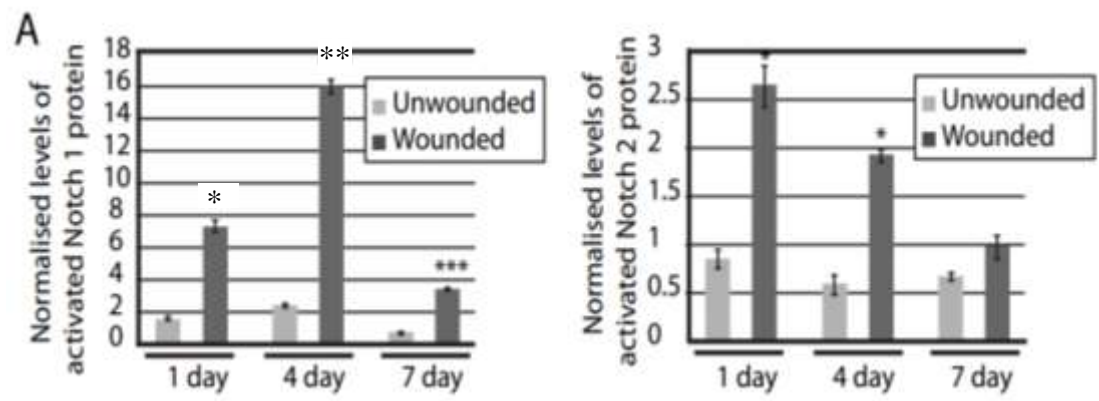 A
Normalised levels of
activated Notch 1 protein
18
16
14
12
10
8
6
4
2
0
*
**
***
Unwounded
Wounded
1 day
4 day
7 day
Normalised levels of
activated Notch 2 protein
3
2.5
2
1.5
1
0.5
0
*
*
Unwounded
Wounded
1 day
4 day
7 day